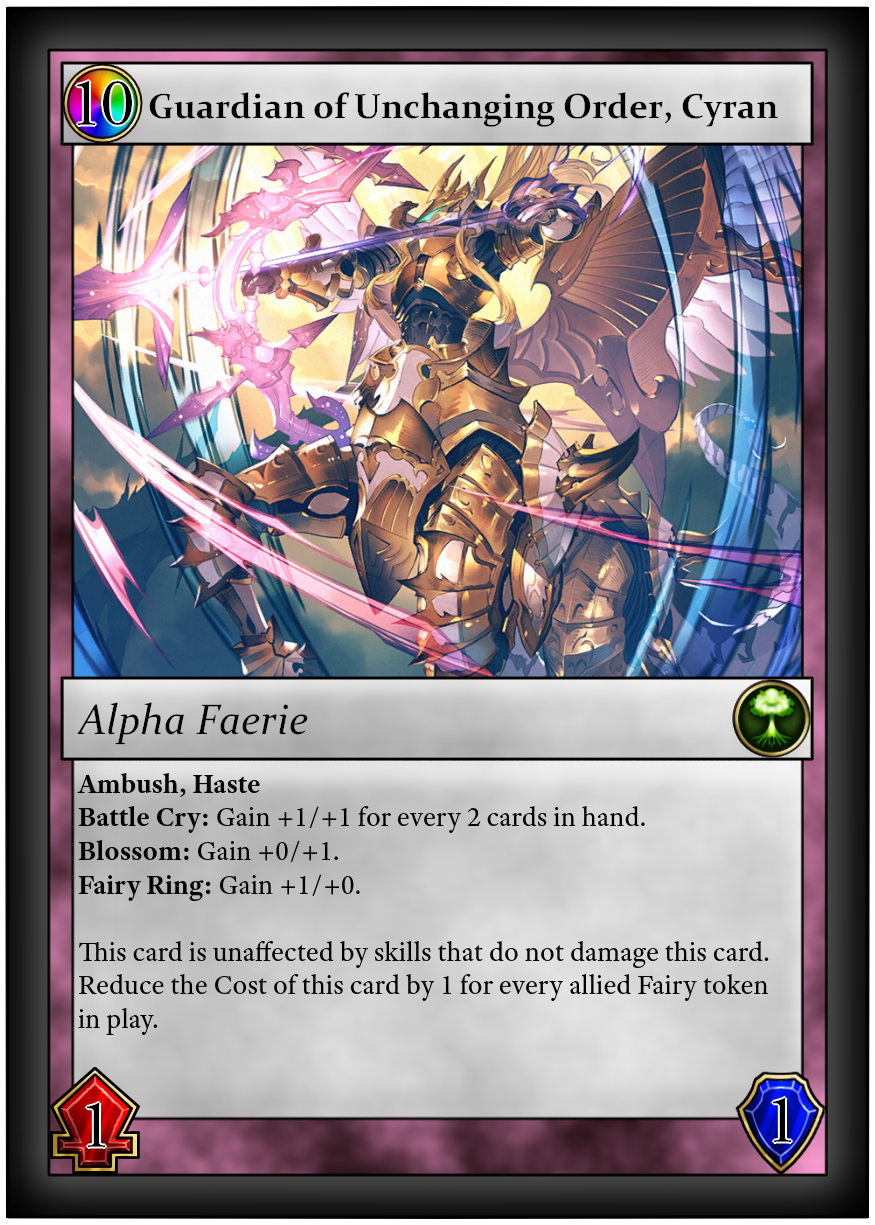 10 Guardian of Unchanging Order, Cyran
Alpha Faerie
Ambush, Haste
Battle Cry: Gain +1/+1 for every 2 cards in hand.
Blossom: Gain +0/+1.
Fairy Ring: Gain +1/+0.
This card is unaffected by skills that do not damage this card.
Reduce the Cost of this card by 1 for every allied Fairy token
in play.
1 1